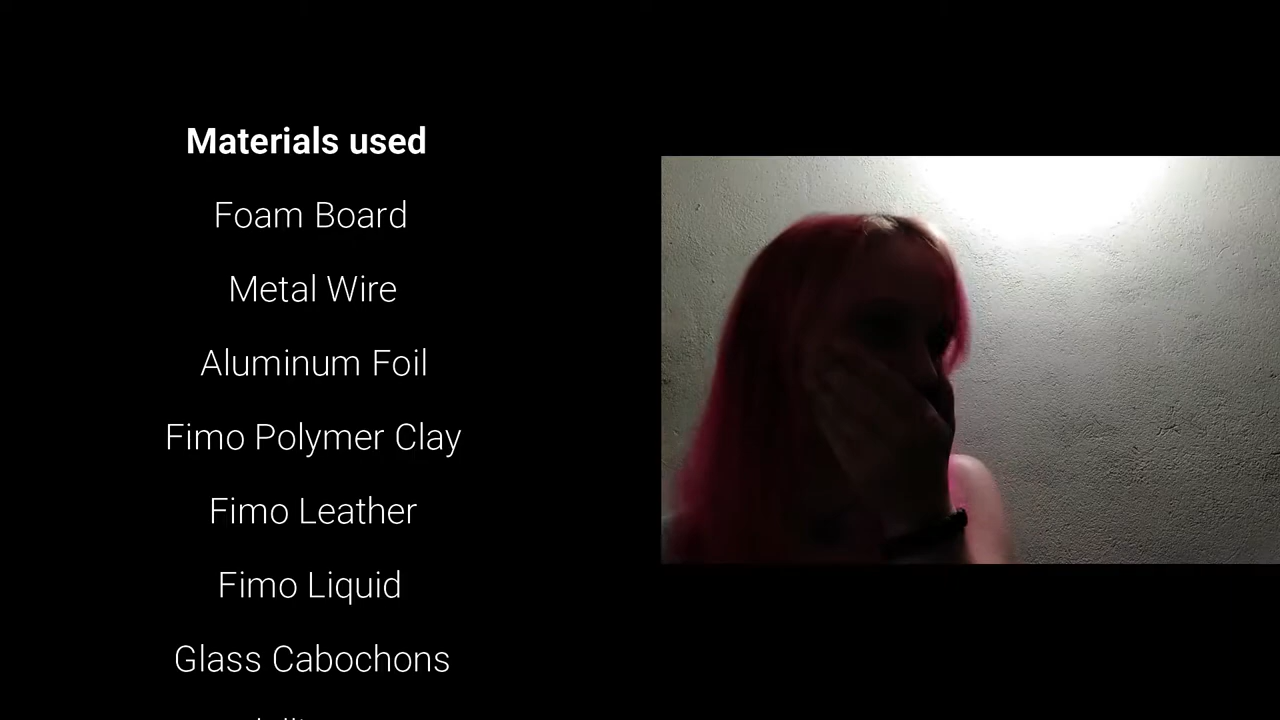 Materials used
Foam Board
Metal Wire
Aluminum Foil
Fimo Polymer Clay
Fimo Leather
Fimo Liquid
Glass Cabochons